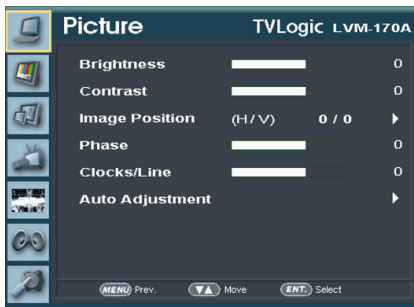 Picture TVLogic LVM-170A
Brightness 0
Contrast 0
Image Position (H/V) 0 / 0
Phase 0
Clocks/Line 0
Auto Adjustment
MENU Prev. ▼▲ Move ENT. Select